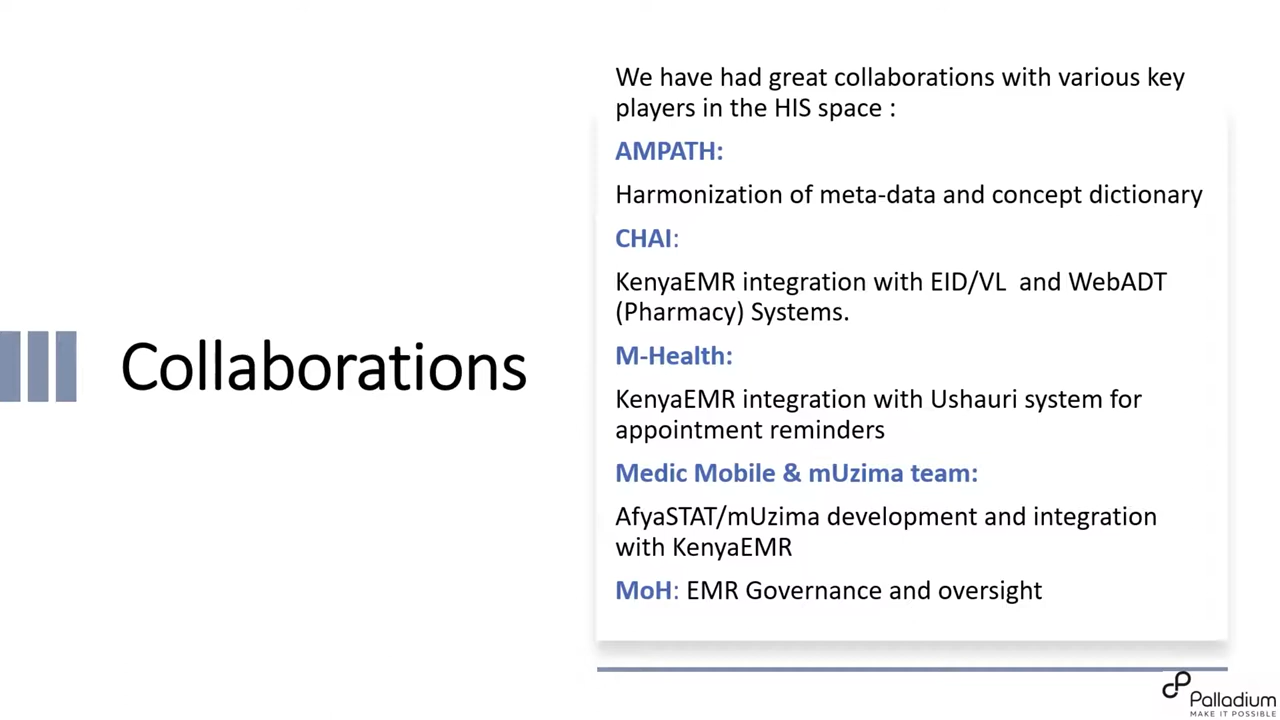 Collaborations
We have had great collaborations with various key
players in the HIS space :
AMPATH:
Harmonization of meta-data and concept dictionary
CHAI:
KenyaEMR integration with EID/VL  and WebADT
(Pharmacy) Systems.
M-Health:
KenyaEMR integration with Ushauri system for
appointment reminders
Medic Mobile & mUzima team:
AfyaSTAT/mUzima development and integration
with KenyaEMR
MoH: EMR Governance and oversight
Palladium
MAKE IT POSSIBLE